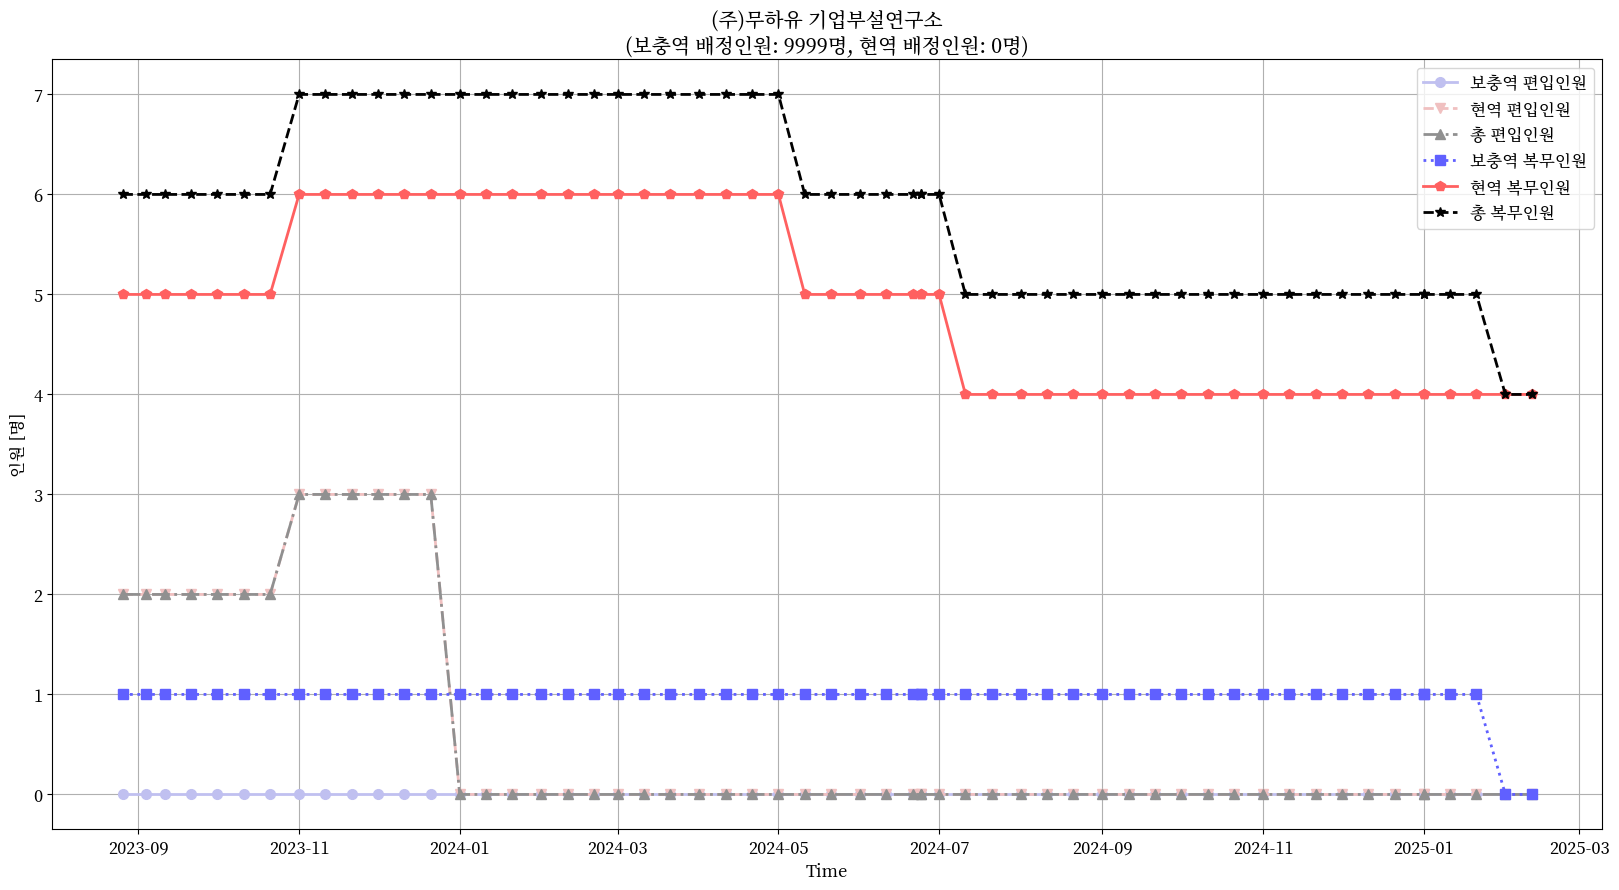 (주)무하유 기업부설연구소
(보충역 배정인원: 9999명, 현역 배정인원: 0명)
보충역 편입인원
현역 편입인원
총 편입인원
보충역 복무인원
현역 복무인원
총 복무인원
인원 [명]
7
6
5
4
3
2
1
0
2023-09
2023-11
2024-01
2024-03
2024-05
2024-07
2024-09
2024-11
2025-01
2025-03
Time